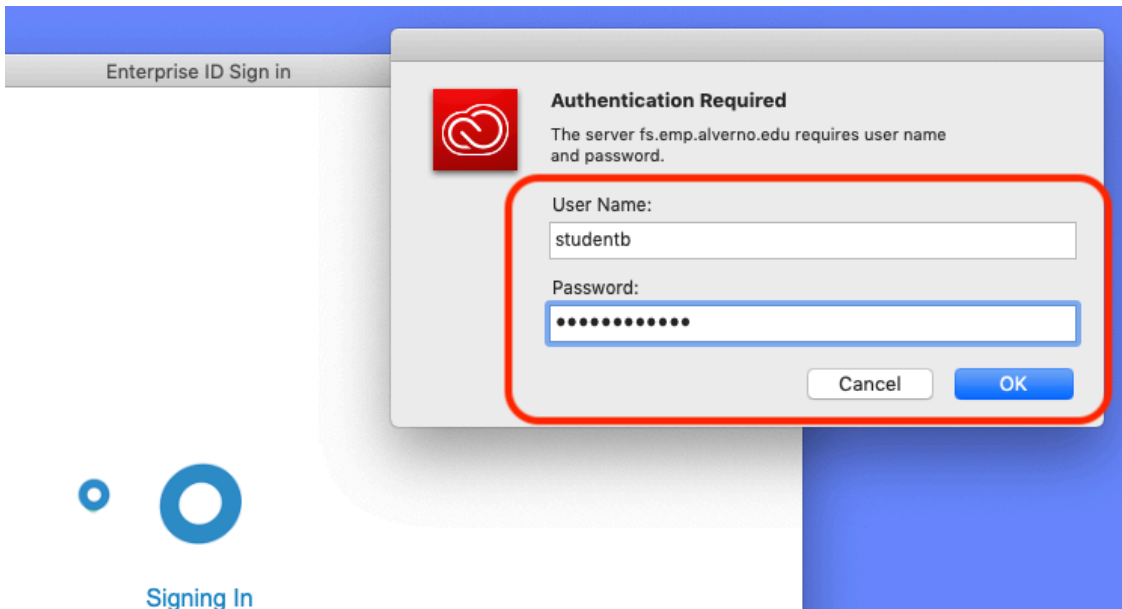 Enterprise ID Sign in
Authentication Required
The server fs.emp.alverno.edu requires user name
and password.
User Name:
studentb
Password:
••••••••••••
Cancel
OK
Signing In